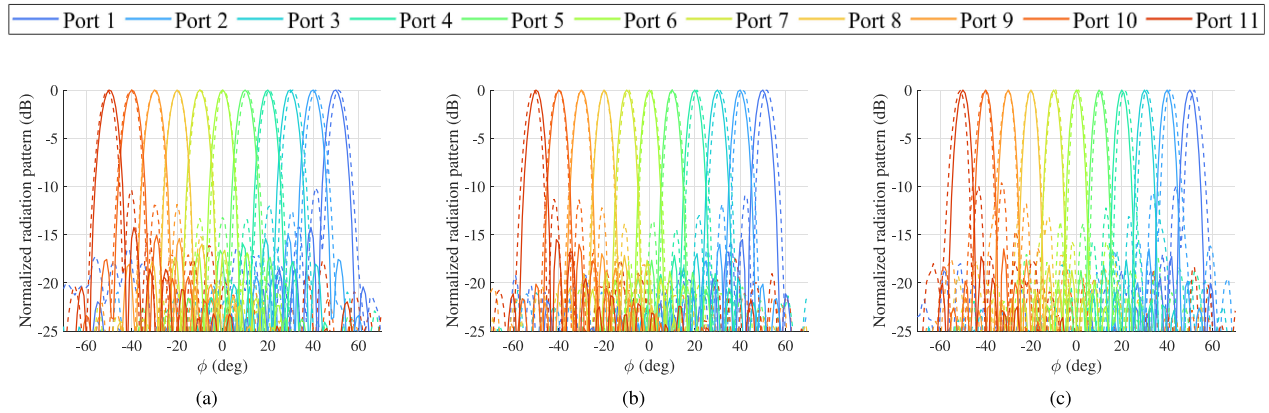 Port 1 Port 2 Port 3 Port 4 Port 5 Port 6 Port 7 Port 8 Port 9 Port 10 Port 11
Normalized radiation pattern (dB)
0
-5
-10
-15
-20
-25
-60 -40 -20 0 20 40 60
ϕ (deg)
(a)
Normalized radiation pattern (dB)
0
-5
-10
-15
-20
-25
-60 -40 -20 0 20 40 60
ϕ (deg)
(b)
Normalized radiation pattern (dB)
0
-5
-10
-15
-20
-25
-60 -40 -20 0 20 40 60
ϕ (deg)
(c)